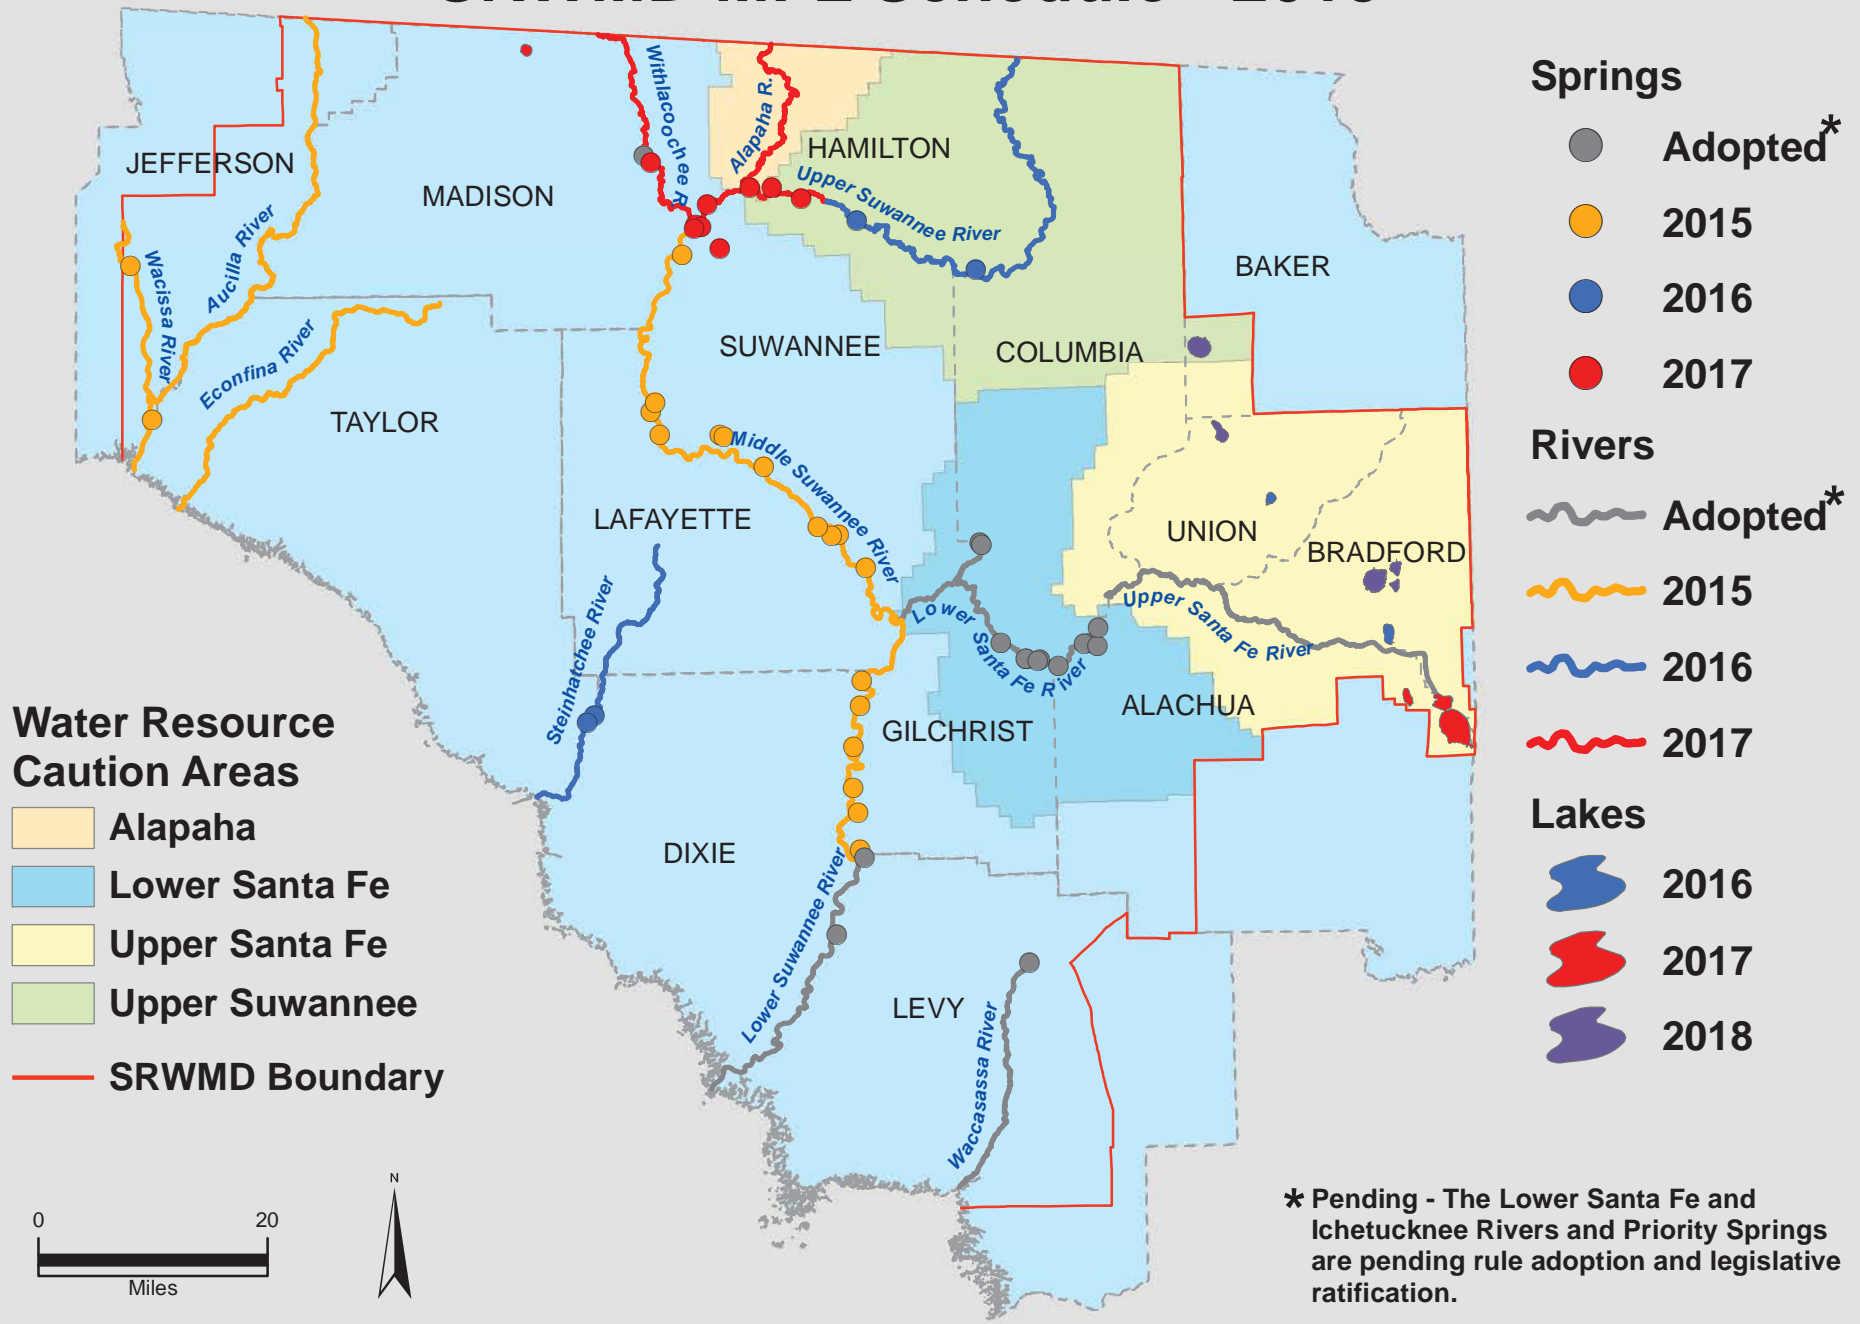 JEFFERSON
MADISON
HAMILTON
BAKER
SUWANNEE
COLUMBIA
TAYLOR
LAFAYETTE
UNION
BRADFORD
ALACHUA
GILCHRIST
DIXIE
LEVY
Withlacoochee R.
Alapaha R.
Upper Suwannee River
Aucilla River
Wacissa River
Econfina River
Middle Suwannee River
Steinhatchee River
Lower Santa Fe River
Upper Santa Fe River
Lower Suwannee River
Waccasassa River
Springs
Adopted*
2015
2016
2017
Rivers
Adopted*
2015
2016
2017
Lakes
2016
2017
2018
Water Resource
Caution Areas
Alapaha
Lower Santa Fe
Upper Santa Fe
Upper Suwannee
SRWMD Boundary
0 20
Miles
N
* Pending - The Lower Santa Fe and
Ichetucknee Rivers and Priority Springs
are pending rule adoption and legislative
ratification.